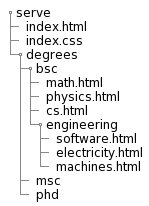 serve
index.html
index.css
degrees
bsc
math.html
physics.html
cs.html
engineering
software.html
electricity.html
machines.html
msc
phd